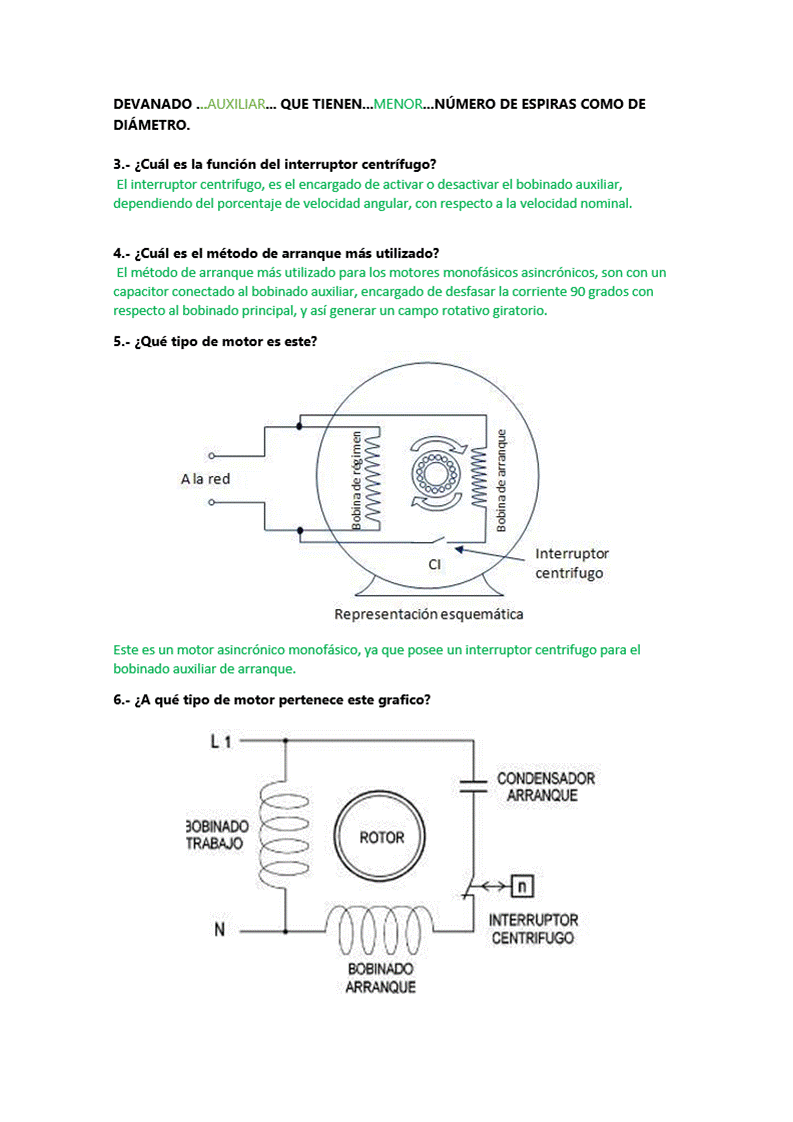 DEVANADO ...AUXILIAR... QUE TIENEN...MENOR...NÚMERO DE ESPIRAS COMO DE
DIÁMETRO.
3.- ¿Cuál es la función del interruptor centrífugo?
El interruptor centrifugo, es el encargado de activar o desactivar el bobinado auxiliar,
dependiendo del porcentaje de velocidad angular, con respecto a la velocidad nominal.
4.- ¿Cuál es el método de arranque más utilizado?
El método de arranque más utilizado para los motores monofásicos asincrónicos, son con un
capacitor conectado al bobinado auxiliar, encargado de desfasar la corriente 90 grados con
respecto al bobinado principal, y así generar un campo rotativo giratorio.
5.- ¿Qué tipo de motor es este?
A la red
Bobina de régimen
Bobina de arranque
CI
Interruptor
centrifugo
Representación esquemática
Este es un motor asincrónico monofásico, ya que posee un interruptor centrifugo para el
bobinado auxiliar de arranque.
6.- ¿A qué tipo de motor pertenece este grafico?
L 1
CONDENSADOR
ARRANQUE
BOBINADO
TRABAJO
ROTOR
n
N
INTERRUPTOR
CENTRIFUGO
BOBINADO
ARRANQUE